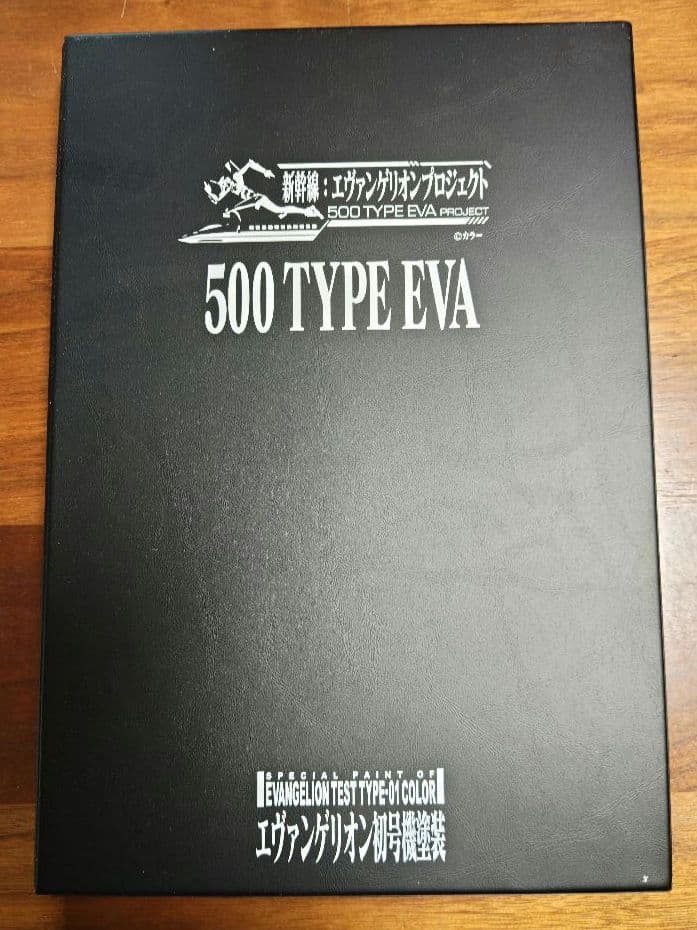 新幹線:エヴァンゲリオンプロジェクト
500 TYPE EVA PROJECT
©カラー
500 TYPE EVA
SPECIAL PAINT OF
EVANGELION TEST TYPE-01 COLOR
エヴァンゲリオン初号機塗装